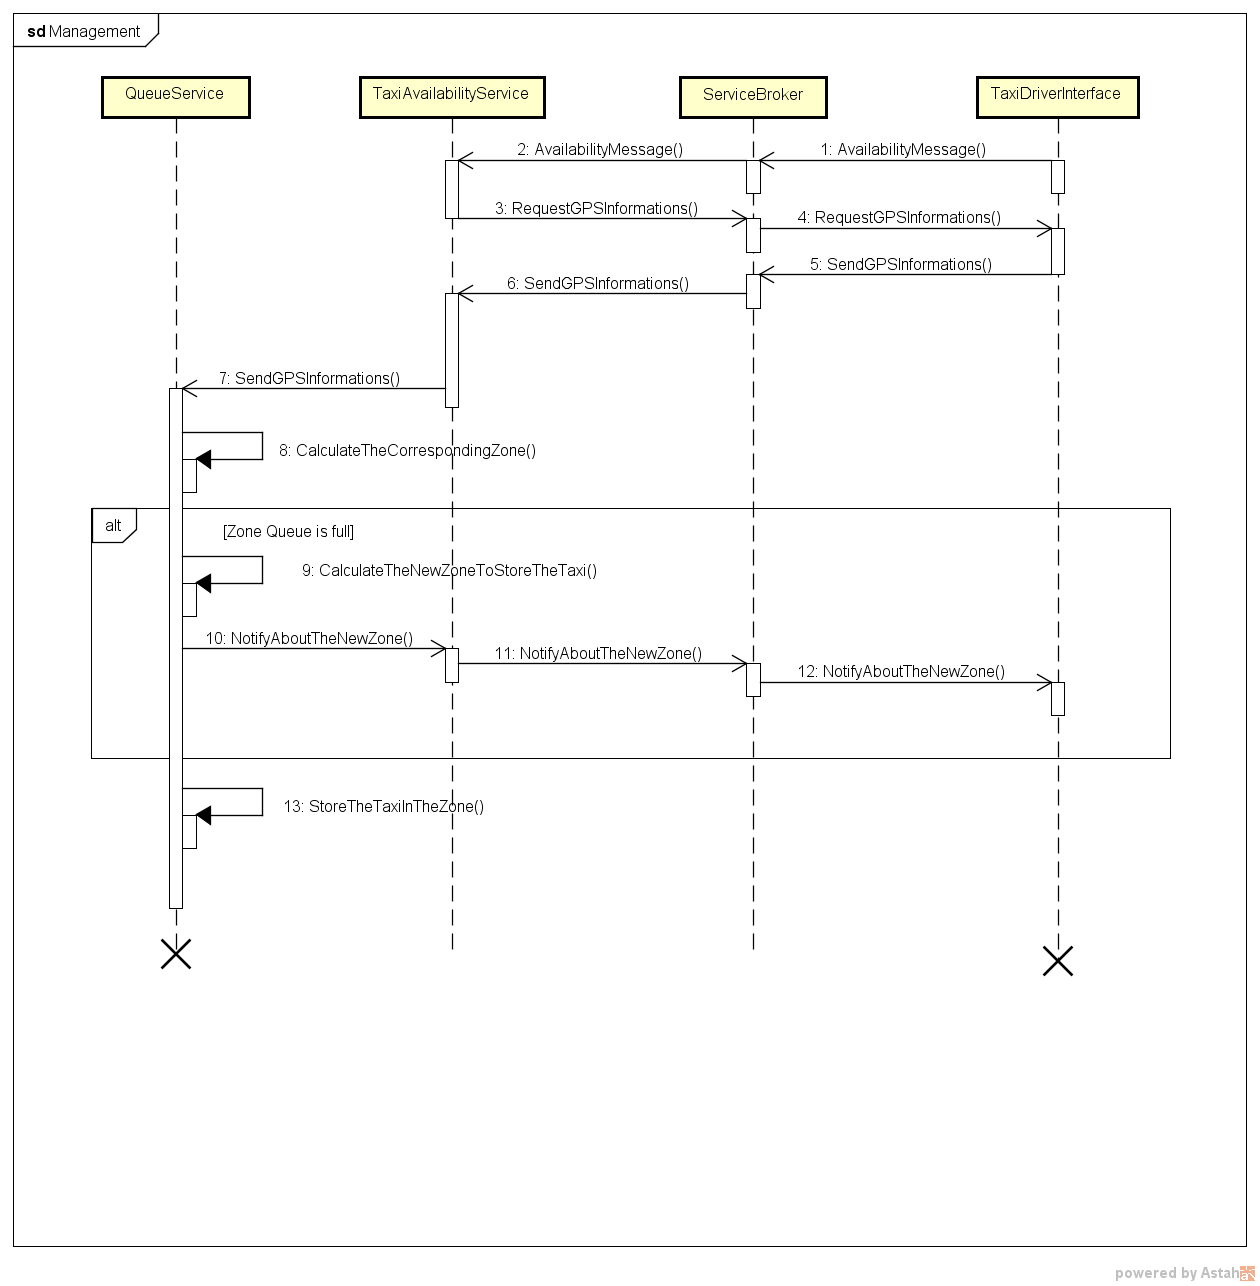 sd Management
QueueService
TaxiAvailabilityService
ServiceBroker
TaxiDriverInterface
1: AvailabilityMessage()
2: AvailabilityMessage()
3: RequestGPSInformations()
4: RequestGPSInformations()
5: SendGPSInformations()
6: SendGPSInformations()
7: SendGPSInformations()
8: CalculateTheCorrespondingZone()
alt
[Zone Queue is full]
9: CalculateTheNewZoneToStoreTheTaxi()
10: NotifyAboutTheNewZone()
11: NotifyAboutTheNewZone()
12: NotifyAboutTheNewZone()
13: StoreTheTaxiInTheZone()
powered by Astah